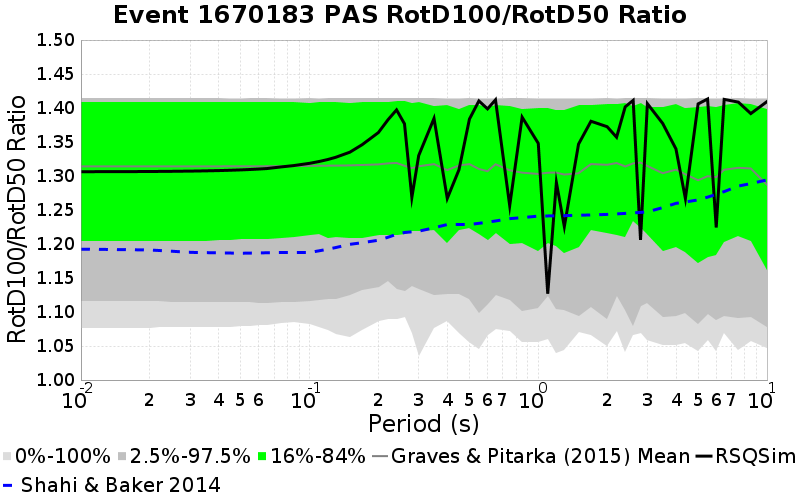 Event 1670183 PAS RotD100/RotD50 Ratio
RotD100/RotD50 Ratio
1.50
1.45
1.40
1.35
1.30
1.25
1.20
1.15
1.10
1.05
1.00
10-2 2 3 4 5 6 10-1 2 3 4 5 6 7 100 2 3 4 5 6 7 101
Period (s)
0%-100% 2.5%-97.5% 16%-84% Graves & Pitarka (2015) Mean RSQSim
Shahi & Baker 2014